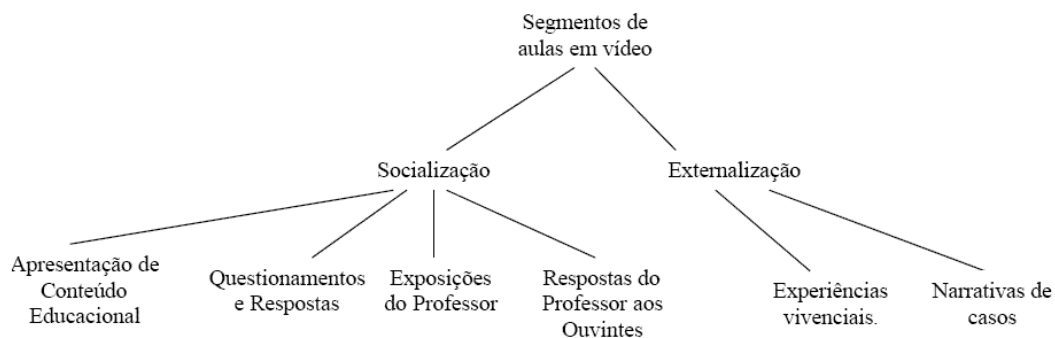 Segmentos de
aulas em vídeo
Socialização
Externalização
Apresentação de
Conteúdo
Educacional
Questionamentos
e Respostas
Exposições
do Professor
Respostas do
Professor aos
Ouvintes
Experiências
vivenciais.
Narrativas de
casos